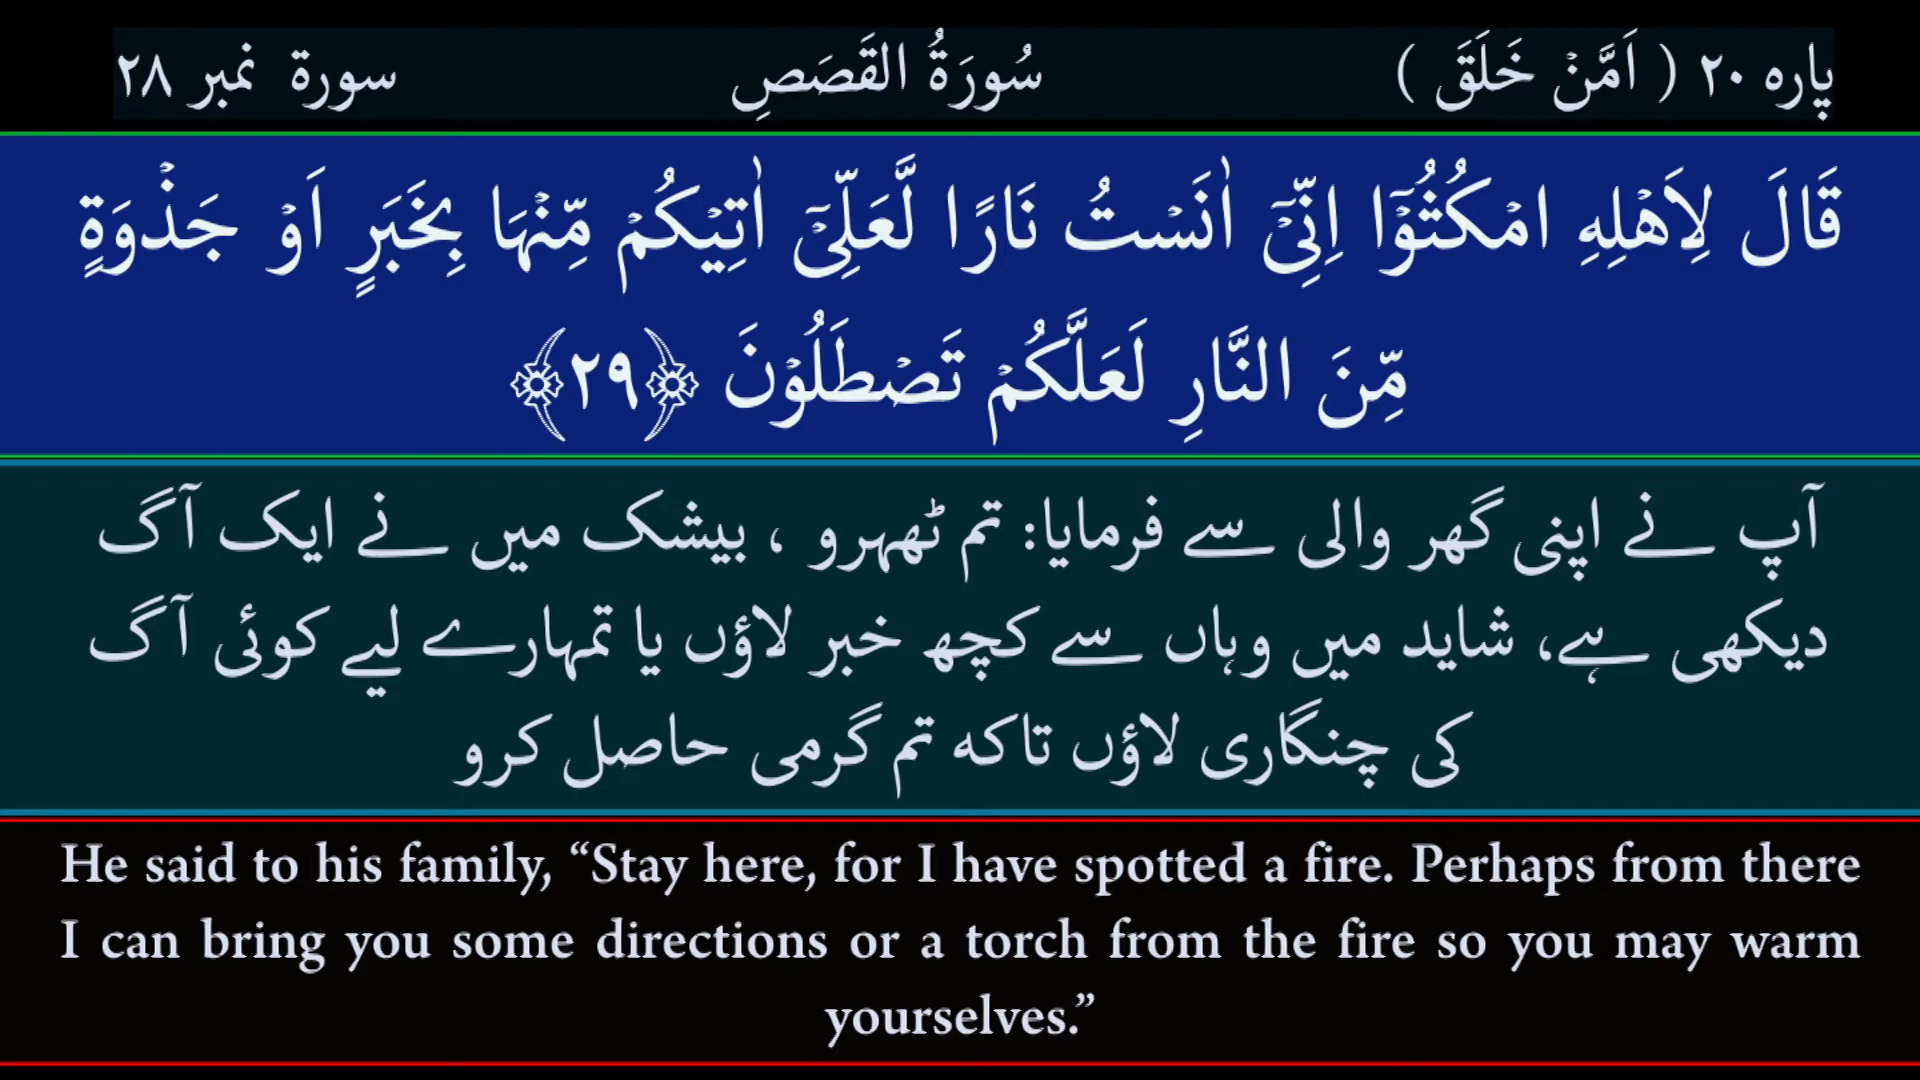 پارہ ۲۰ ( اَمَّنْ خَلَقَ ) سُورَةُ القَصَصِ سورۃ نمبر ۲۸
قَالَ لِاَهْلِهِ امْكُثُوْۤا اِنِّیْۤ اٰنَسْتُ نَارًا لَّعَلِّیْۤ اٰتِیْكُمْ مِّنْهَا بِخَبَرٍ اَوْ جَذْوَةٍ
مِّنَ النَّارِ لَعَلَّكُمْ تَصْطَلُوْنَ ﴿۲۹﴾
آپ نے اپنی گھر والی سے فرمایا: تم ٹھہرو ، بیشک میں نے ایک آگ
دیکھی ہے، شاید میں وہاں سے کچھ خبر لاؤں یا تمہارے لیے کوئی آگ
کی چنگاری لاؤں تاکہ تم گرمی حاصل کرو
He said to his family, “Stay here, for I have spotted a fire. Perhaps from there
I can bring you some directions or a torch from the fire so you may warm
yourselves.”